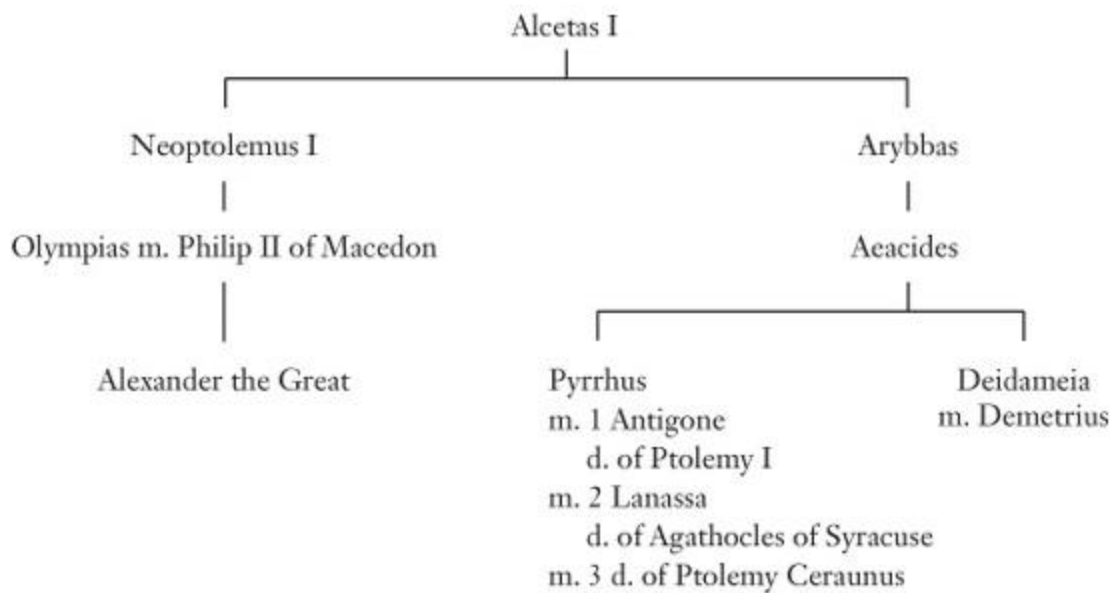 Alcetas I
Neoptolemus I
Arybbas
Olympias m. Philip II of Macedon
Aeacides
Alexander the Great
Pyrrhus
m. 1 Antigone
d. of Ptolemy I
m. 2 Lanassa
d. of Agathocles of Syracuse
m. 3 d. of Ptolemy Ceraunus
Deidameia
m. Demetrius